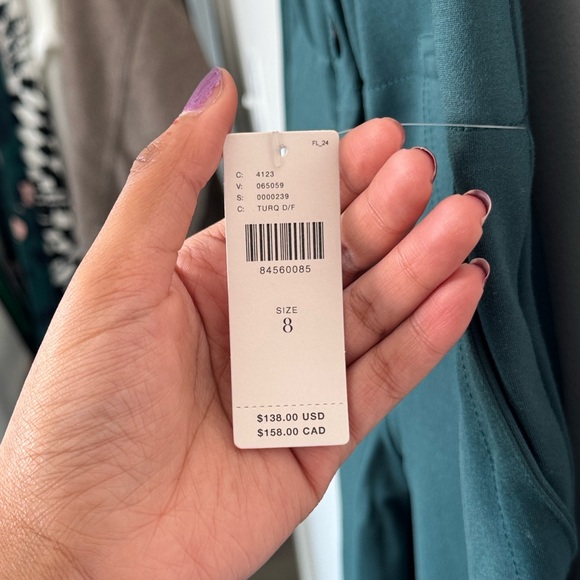 FL_24
C: 4123
V: 065059
S: 0000239
C: TURQ D/F
84560085
SIZE
8
$138.00 USD
$158.00 CAD